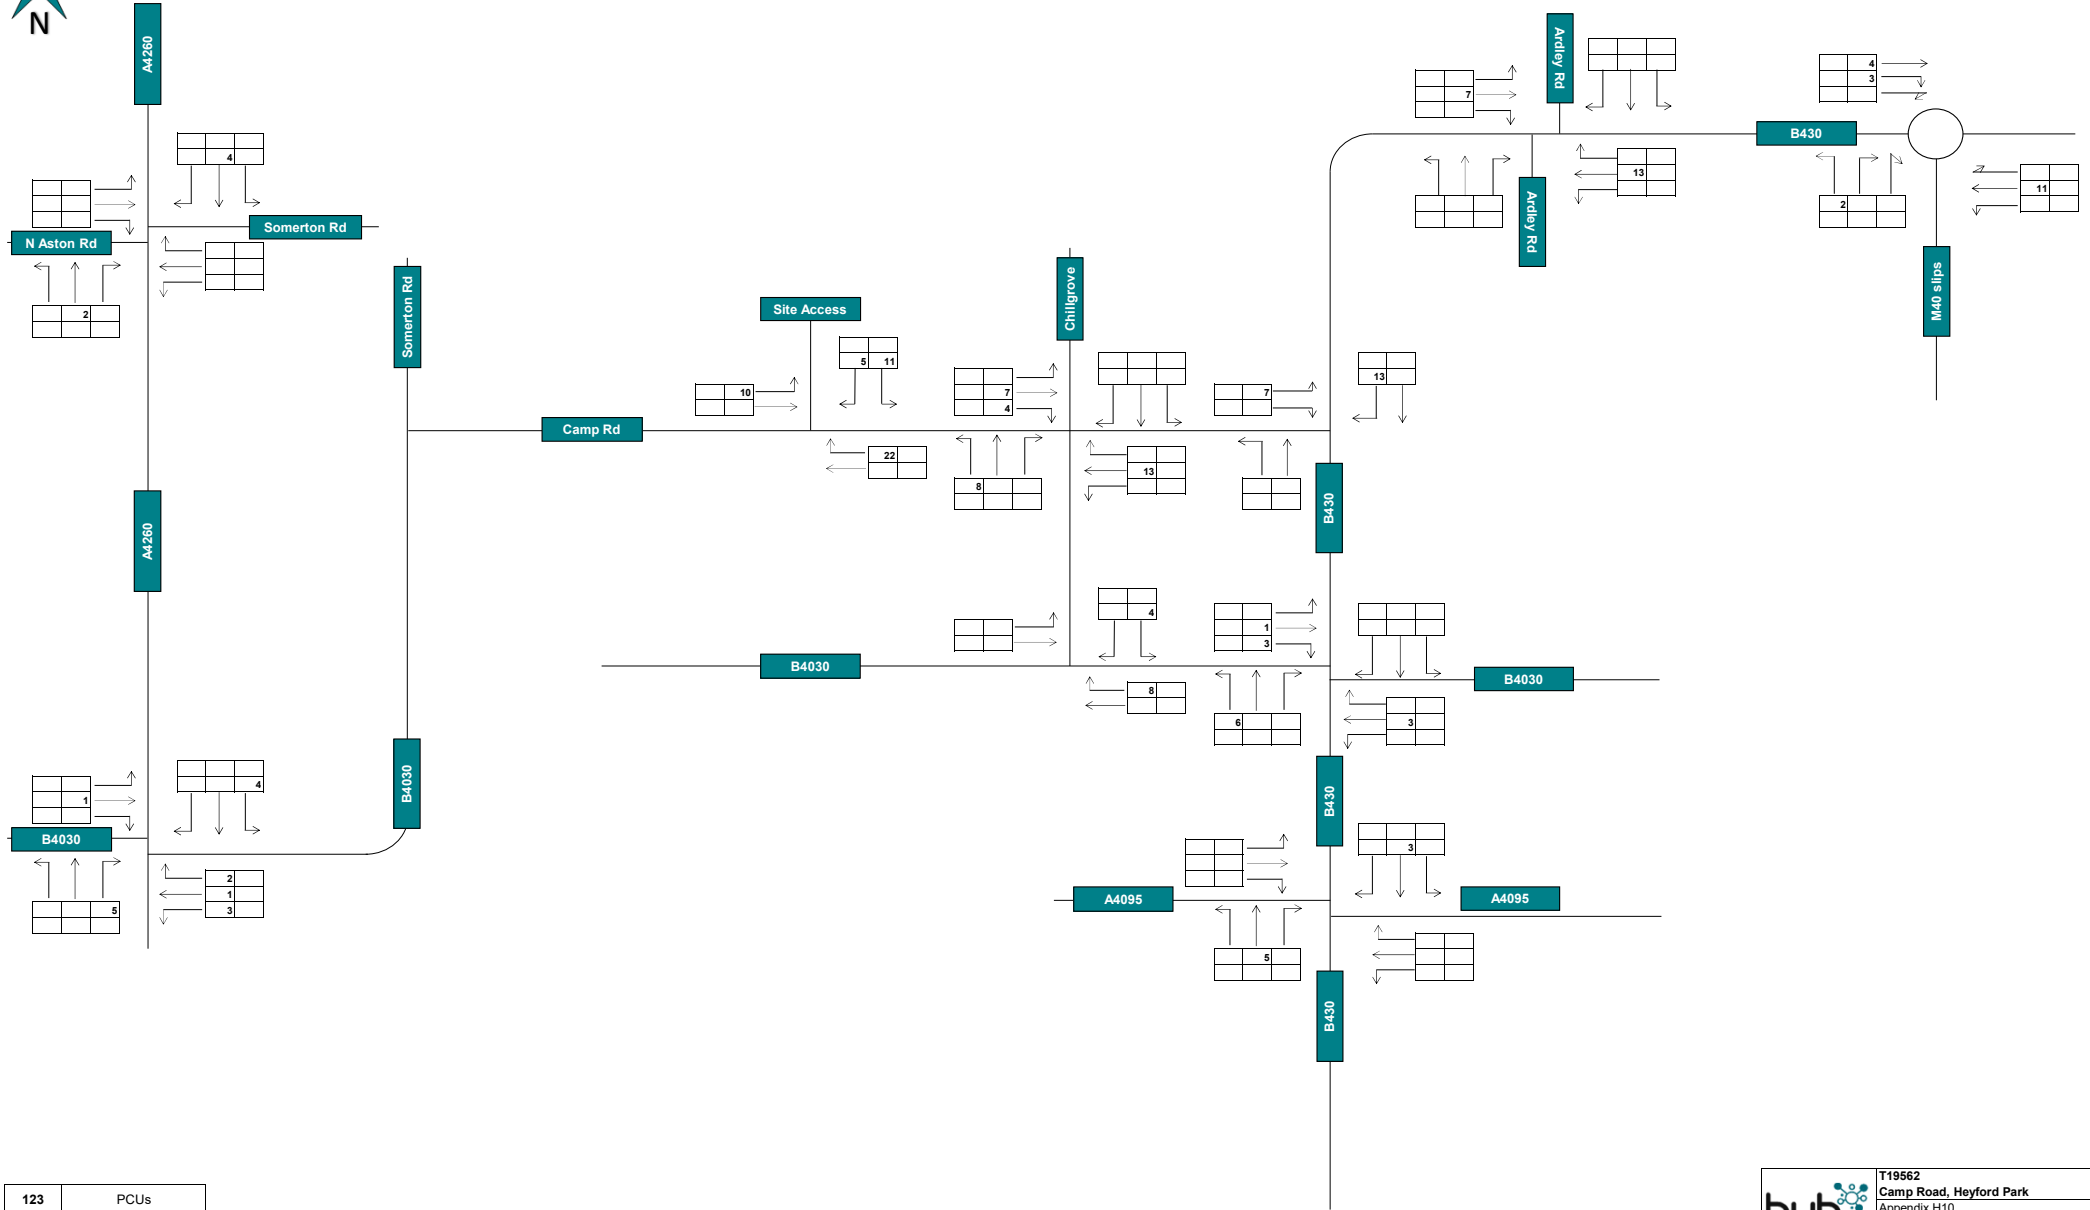 N
A4260
Ardley Rd
4
3
7
B430
4
13
11
2
Somerton Rd
N Aston Rd
Ardley Rd
M40 slips
2
Somerton Rd
Site Access
Chillgrove
5 11
10
7
4
7
13
Camp Rd
22
13
8
B430
A4260
4
1
3
B4030
B4030
8
6
3
B4030
B430
4
1
B4030
3
2
1
3
5
A4095
A4095
5
B430
123 PCUs
hub
T19562
Camp Road, Heyford Park
Appendix H10